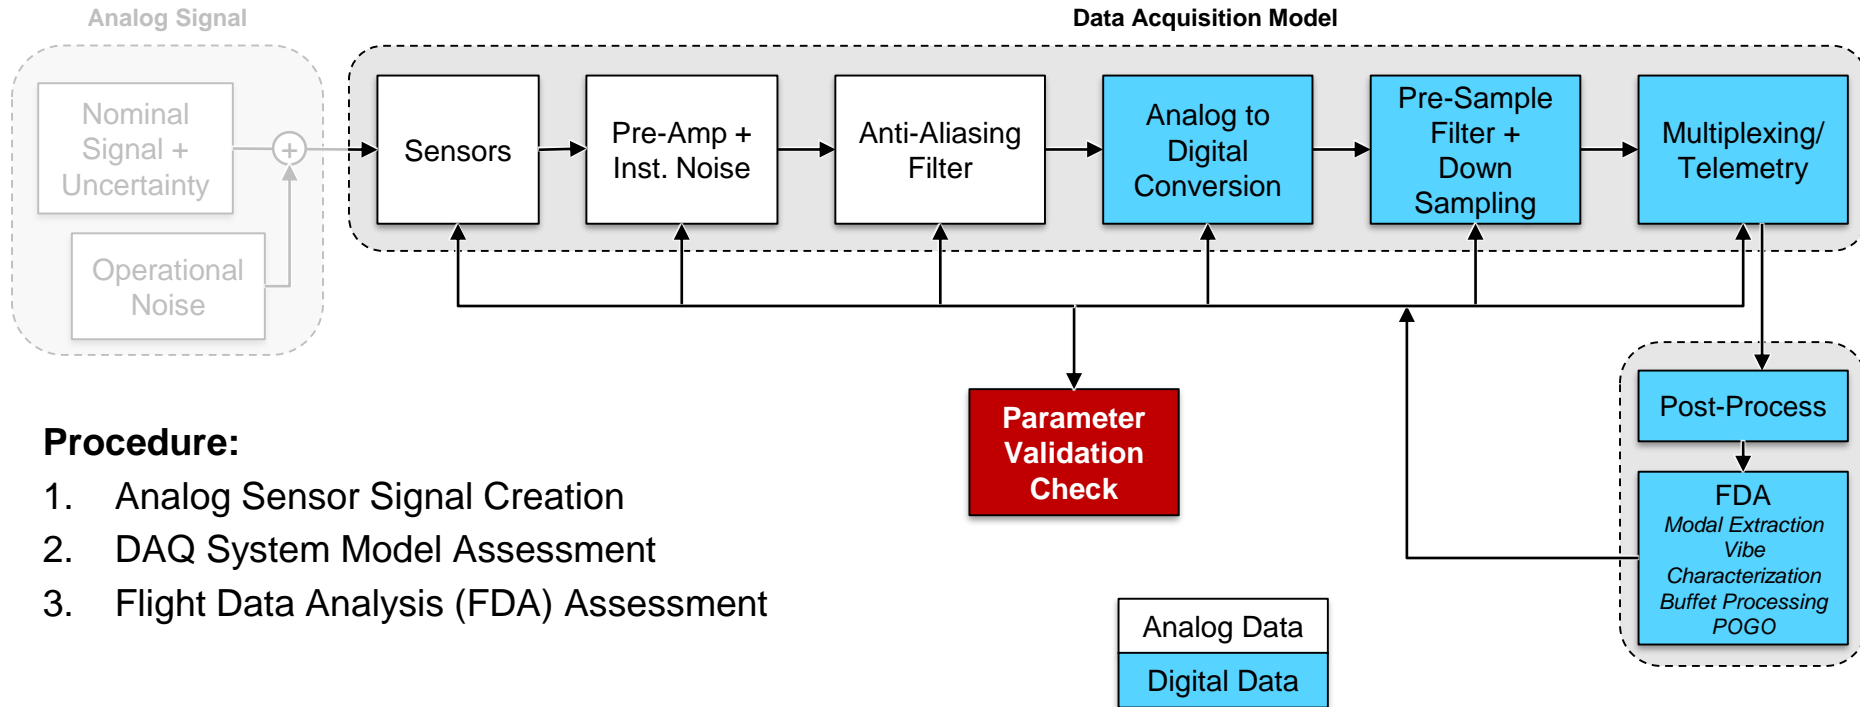 Analog Signal
Data Acquisition Model
Nominal
Signal +
Uncertainty
+
Operational
Noise
Sensors
Pre-Amp +
Inst. Noise
Anti-Aliasing
Filter
Analog to
Digital
Conversion
Pre-Sample
Filter +
Down
Sampling
Multiplexing/
Telemetry
Parameter
Validation
Check
Post-Process
FDA
Modal Extraction
Vibe
Characterization
Buffet Processing
POGO
Procedure:
1. Analog Sensor Signal Creation
2. DAQ System Model Assessment
3. Flight Data Analysis (FDA) Assessment
Analog Data
Digital Data